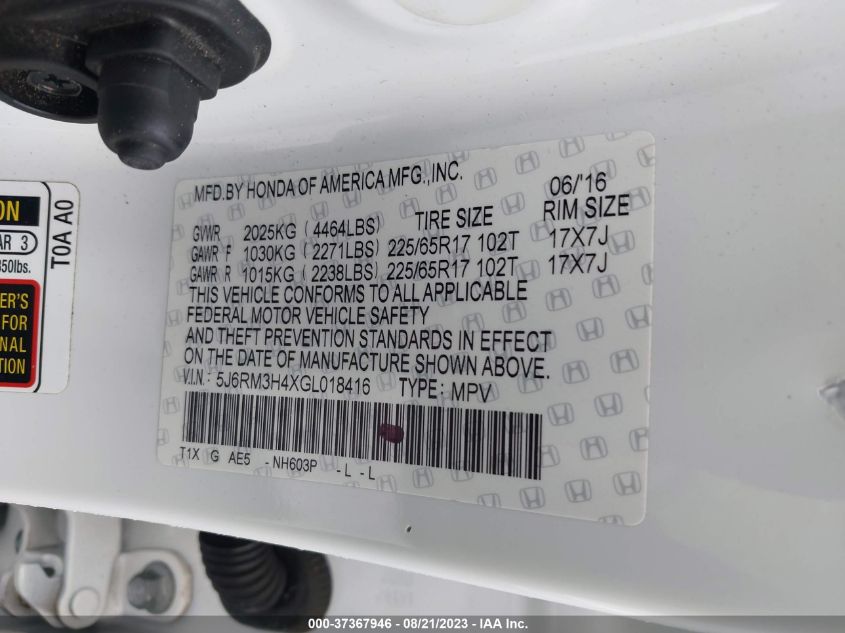 MFD.BY HONDA OF AMERICA MFG.,INC. 06/'16
TIRE SIZE RIM SIZE
GVWR 2025KG ( 4464LBS)
GAWR F 1030KG ( 2271LBS) 225/65R17 102T 17X7J
GAWR R 1015KG ( 2238LBS) 225/65R17 102T 17X7J
THIS VEHICLE CONFORMS TO ALL APPLICABLE
FEDERAL MOTOR VEHICLE SAFETY
AND THEFT PREVENTION STANDARDS IN EFFECT
ON THE DATE OF MANUFACTURE SHOWN ABOVE.
V.I.N.: 5J6RM3H4XGL018416 TYPE: MPV
T1X G AE5 -NH603P -L -L
T0A A0
ON
AR 3
350lbs.
ER'S
FOR
NAL
000-37367946 - 08/21/2023 - IAA Inc.